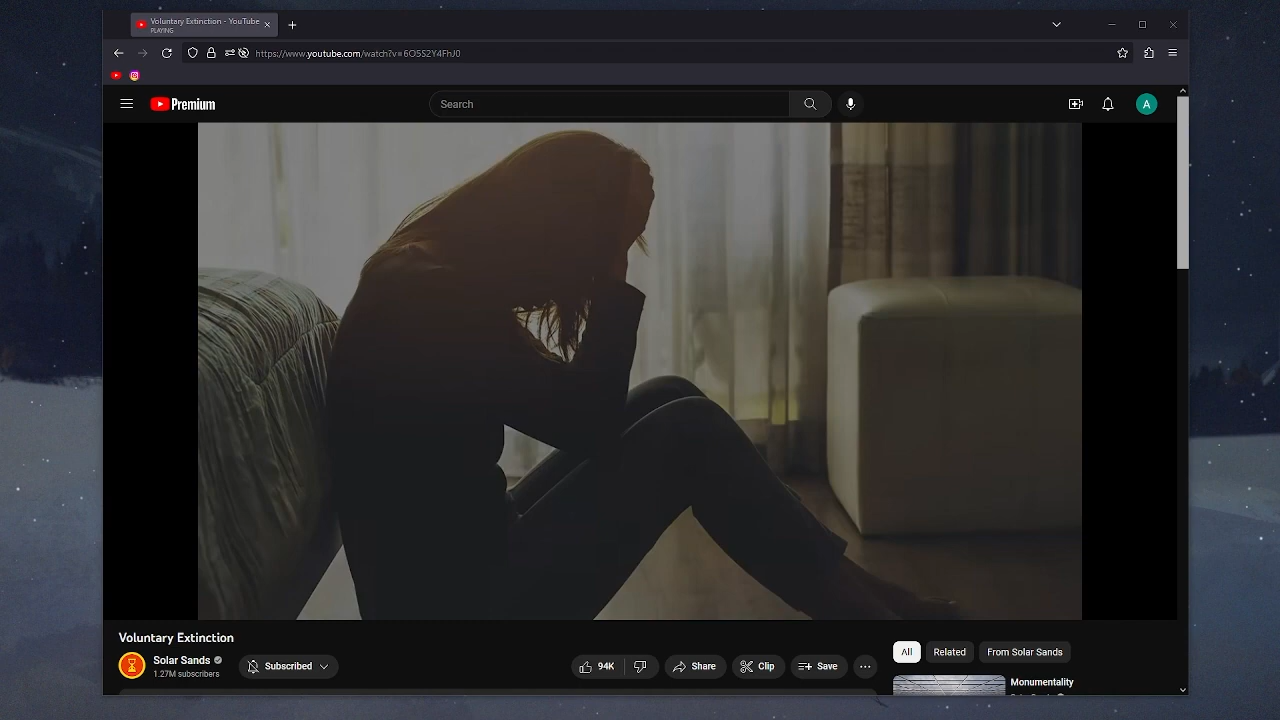 Voluntary Extinction - YouTube
PLAYING
https://www.youtube.com/watch?v=6O5S2Y4FhJ0
Premium
Search
A
Voluntary Extinction
Solar Sands
1.27M subscribers
Subscribed
94K
Share
Clip
Save
All
Related
From Solar Sands
Monumentality